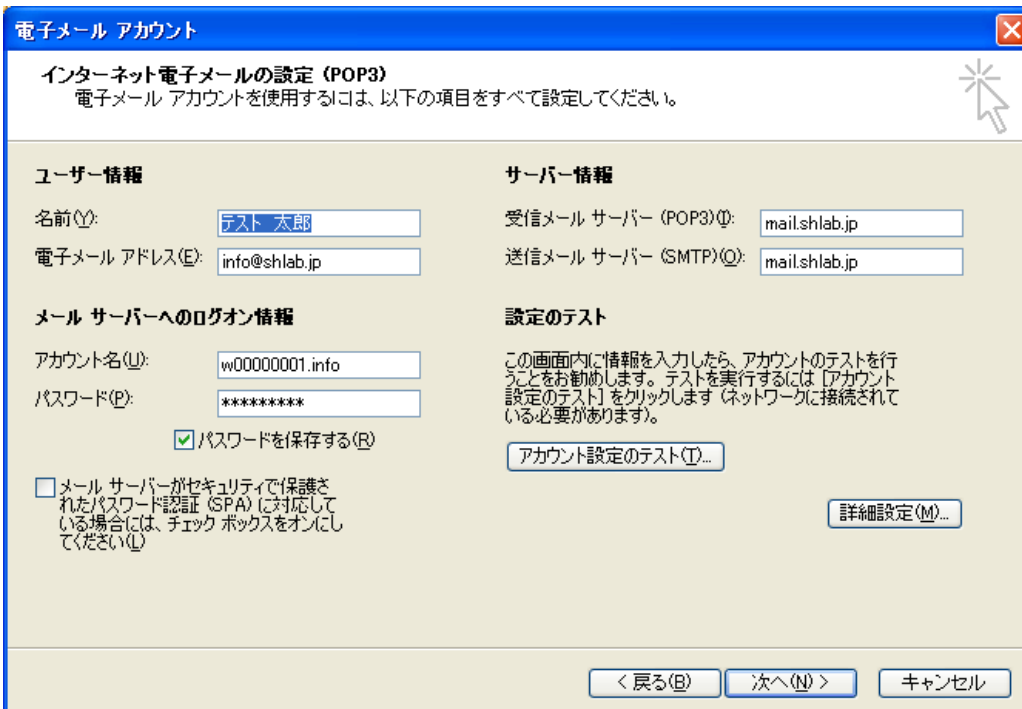 電子メール アカウント
インターネット電子メールの設定 (POP3)
電子メール アカウントを使用するには、以下の項目をすべて設定してください。
ユーザー情報
名前(Y):
テスト 太郎
電子メール アドレス(E):
info@shlab.jp
メール サーバーへのログオン情報
アカウント名(U):
w00000001.info
パスワード(P):
*********
パスワードを保存する(R)
メール サーバーがセキュリティで保護さ
れたパスワード認証 (SPA) に対応して
いる場合には、チェック ボックスをオンにし
てください(L)
サーバー情報
受信メール サーバー (POP3)(I):
mail.shlab.jp
送信メール サーバー (SMTP)(O):
mail.shlab.jp
設定のテスト
この画面内に情報を入力したら、アカウントのテストを行
うことをお勧めします。テストを実行するには [アカウント
設定のテスト] をクリックします (ネットワークに接続されて
いる必要があります)。
アカウント設定のテスト(T)...
詳細設定(M)...
< 戻る(B)
次へ(N) >
キャンセル